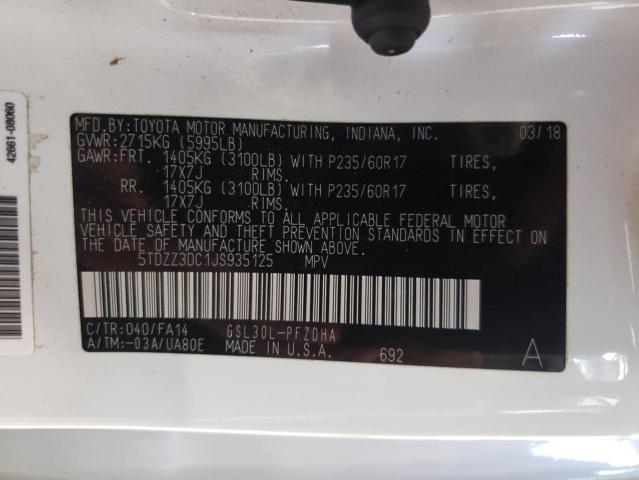 MFD.BY:TOYOTA MOTOR MANUFACTURING, INDIANA, INC. 03/18
GVWR:2715KG (5995LB)
GAWR:FRT. 1405KG (3100LB) WITH P235/60R17 TIRES,
17X7J RIMS.
RR. 1405KG (3100LB) WITH P235/60R17 TIRES,
17X7J RIMS.
THIS VEHICLE CONFORMS TO ALL APPLICABLE FEDERAL MOTOR
VEHICLE SAFETY AND THEFT PREVENTION STANDARDS IN EFFECT ON
THE DATE OF MANUFACTURE SHOWN ABOVE.
5TDZZ3DC1JS935125 MPV
C/TR:040/FA14 GSL30L-PFZDHA
A/TM:-03A/UA80E MADE IN U.S.A. 692 A
42661-08060